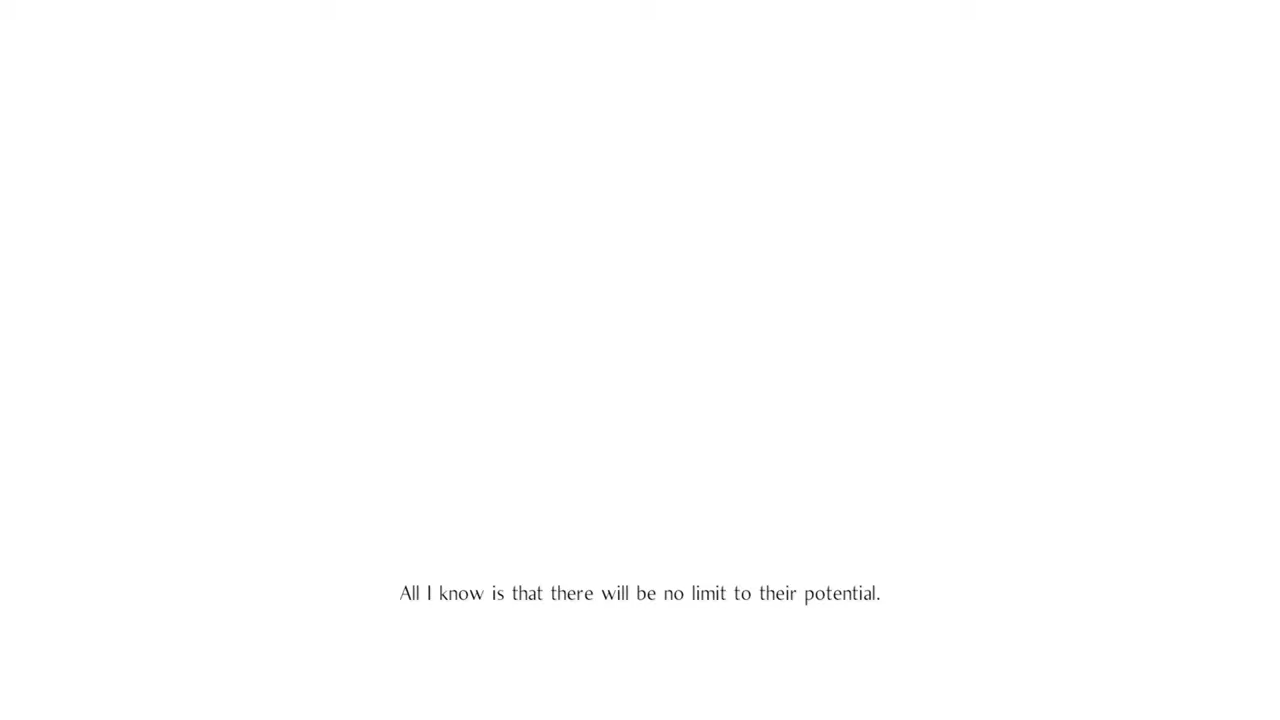 All I know is that there will be no limit to their potential.